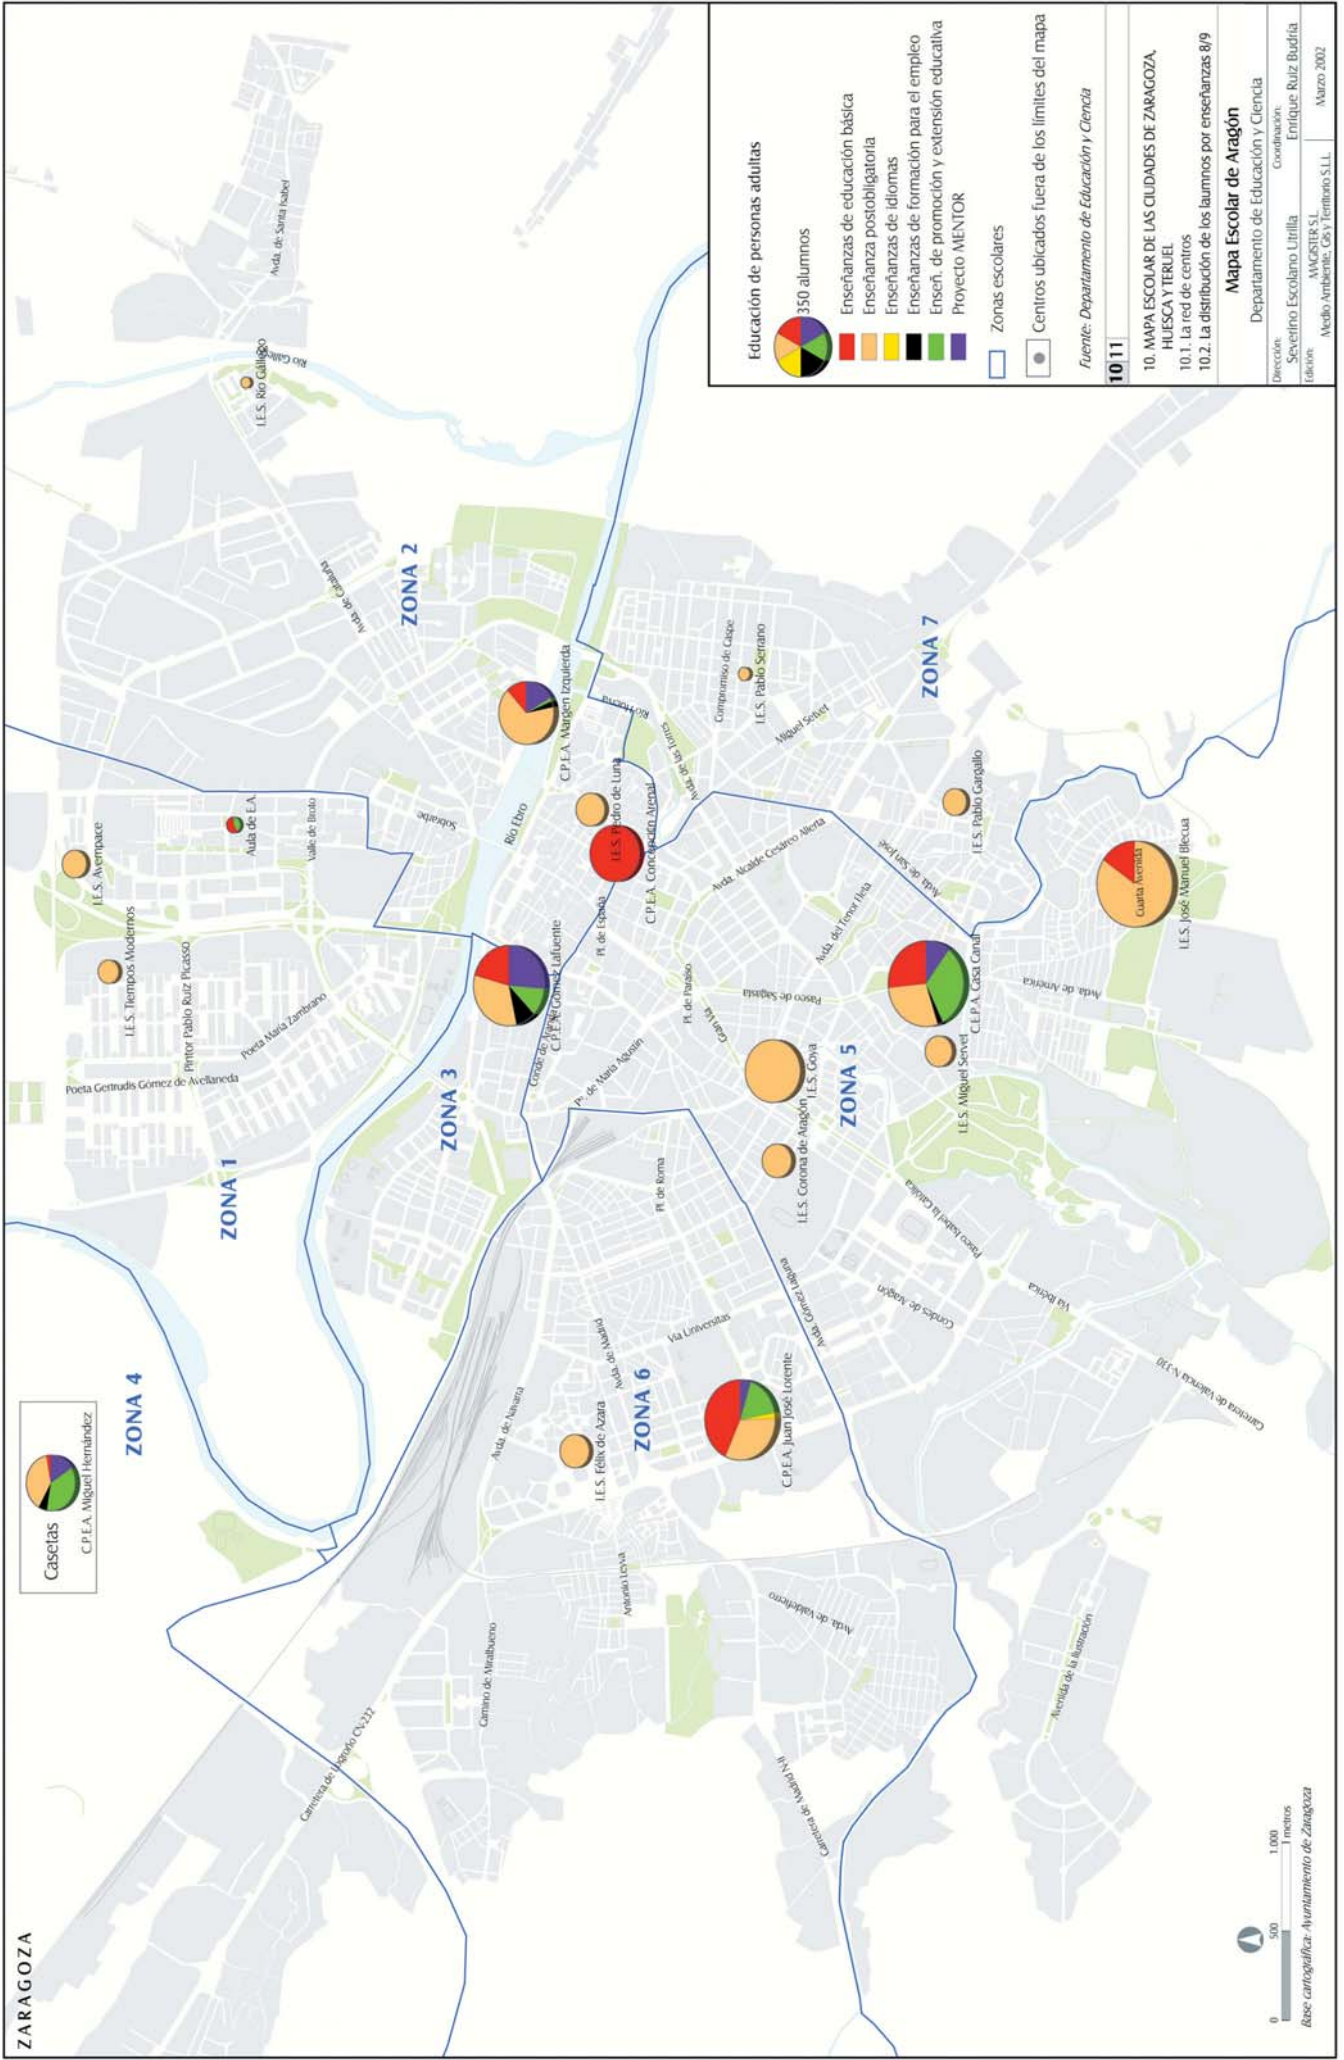 ZARAGOZA
Casetas
C.P.E.A. Miguel Hernández
ZONA 4
ZONA 1
ZONA 3
ZONA 2
ZONA 6
ZONA 5
ZONA 7
I.E.S. Avempace
I.E.S. Tiempos Modernos
Aula de E.A.
Valle de Broto
Pintor Pablo Ruiz Picasso
Poeta María Zambrano
Poeta Gertrudis Gómez de Avellaneda
Sobrarbe
Avda. de Cataluña
Avda. de Santa Isabel
I.E.S. Río Gállego
Río Gállego
Río Ebro
C.P.E.A. Margen Izquierda
Río Huerva
I.E.S. Pedro de Luna
C.P.E.A. Concepción Arenal
Avda. de las Torres
Compromiso de Caspe
I.E.S. Pablo Serrano
Miguel Servet
C.P.E.A. Gómez Lafuente
Conde de Aranda
Pl. de España
Pº. de María Agustín
Pl. de Paraíso
Gran Vía
Paseo de Sagasta
Avda. Alcalde Cesáreo Alierta
Avda. del Tenor Fleta
Avda. de San José
I.E.S. Pablo Gargallo
Cuarta Avenida
I.E.S. José Manuel Blecua
C.E.P.A. Casa Canal
Avda. de América
I.E.S. Miguel Servet
I.E.S. Goya
I.E.S. Corona de Aragón
Pl. de Roma
Avda. Gómez Laguna
Vía Universitas
Avda. de Madrid
Avda. de Navarra
I.E.S. Félix de Azara
C.P.E.A. Juan José Lorente
Condes de Aragón
Paseo Isabel la Católica
Vía Ibérica
Carretera de Valencia N-330
Antonio Leyva
Avda. de Valdefierro
Camino de Miralbueno
Carretera de Logroño CV-232
Carretera de Madrid N-II
Avenida de la Ilustración
0 500 1.000
metros
Base cartográfica: Ayuntamiento de Zaragoza
Educación de personas adultas
350 alumnos
Enseñanzas de educación básica
Enseñanza postobligatoria
Enseñanzas de idiomas
Enseñanzas de formación para el empleo
Enseñ. de promoción y extensión educativa
Proyecto MENTOR
Zonas escolares
Centros ubicados fuera de los límites del mapa
Fuente: Departamento de Educación y Ciencia
10 11
10. MAPA ESCOLAR DE LAS CIUDADES DE ZARAGOZA,
HUESCA Y TERUEL
10.1. La red de centros
10.2. La distribución de los laumnos por enseñanzas 8/9
Mapa Escolar de Aragón
Departamento de Educación y Ciencia
Dirección: Coordinación:
Severino Escolano Utrilla Enrique Ruiz Budría
Edición: MAGISTER S.L.
Medio Ambiente, Gis y Territorio S.L.L. Marzo 2002